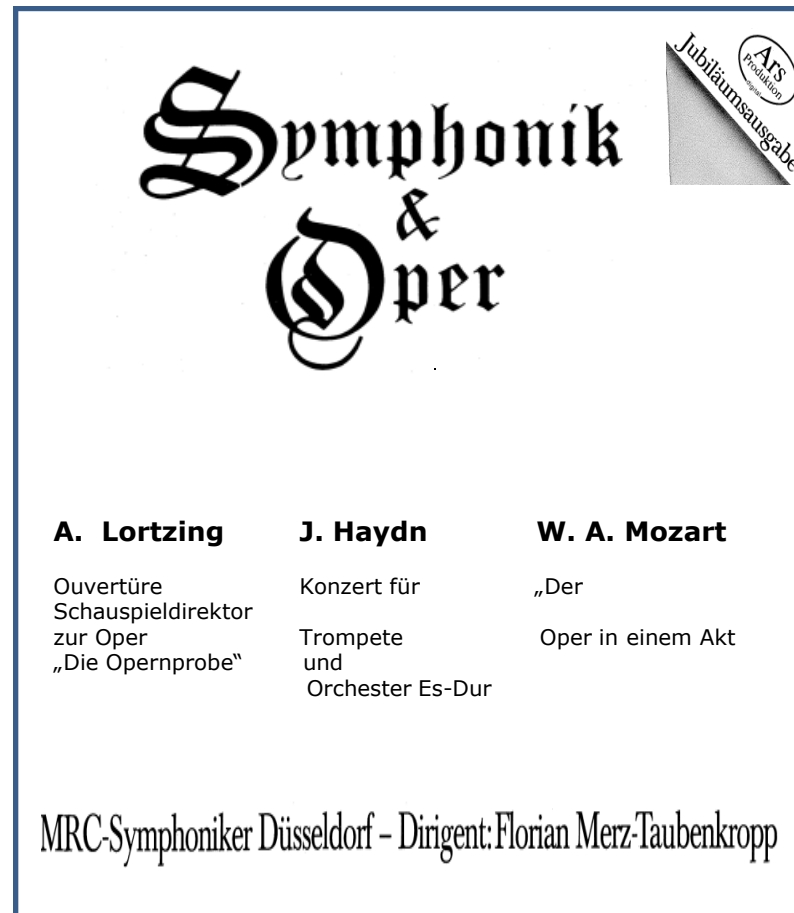 Symphonik
&
Oper
Jubiläumsausgabe
Ars
Produktion
digital
A. Lortzing J. Haydn W. A. Mozart
Ouvertüre Konzert für „Der
Schauspieldirektor
zur Oper Trompete Oper in einem Akt
„Die Opernprobe“ und
Orchester Es-Dur
MRC-Symphoniker Düsseldorf – Dirigent: Florian Merz-Taubenkropp